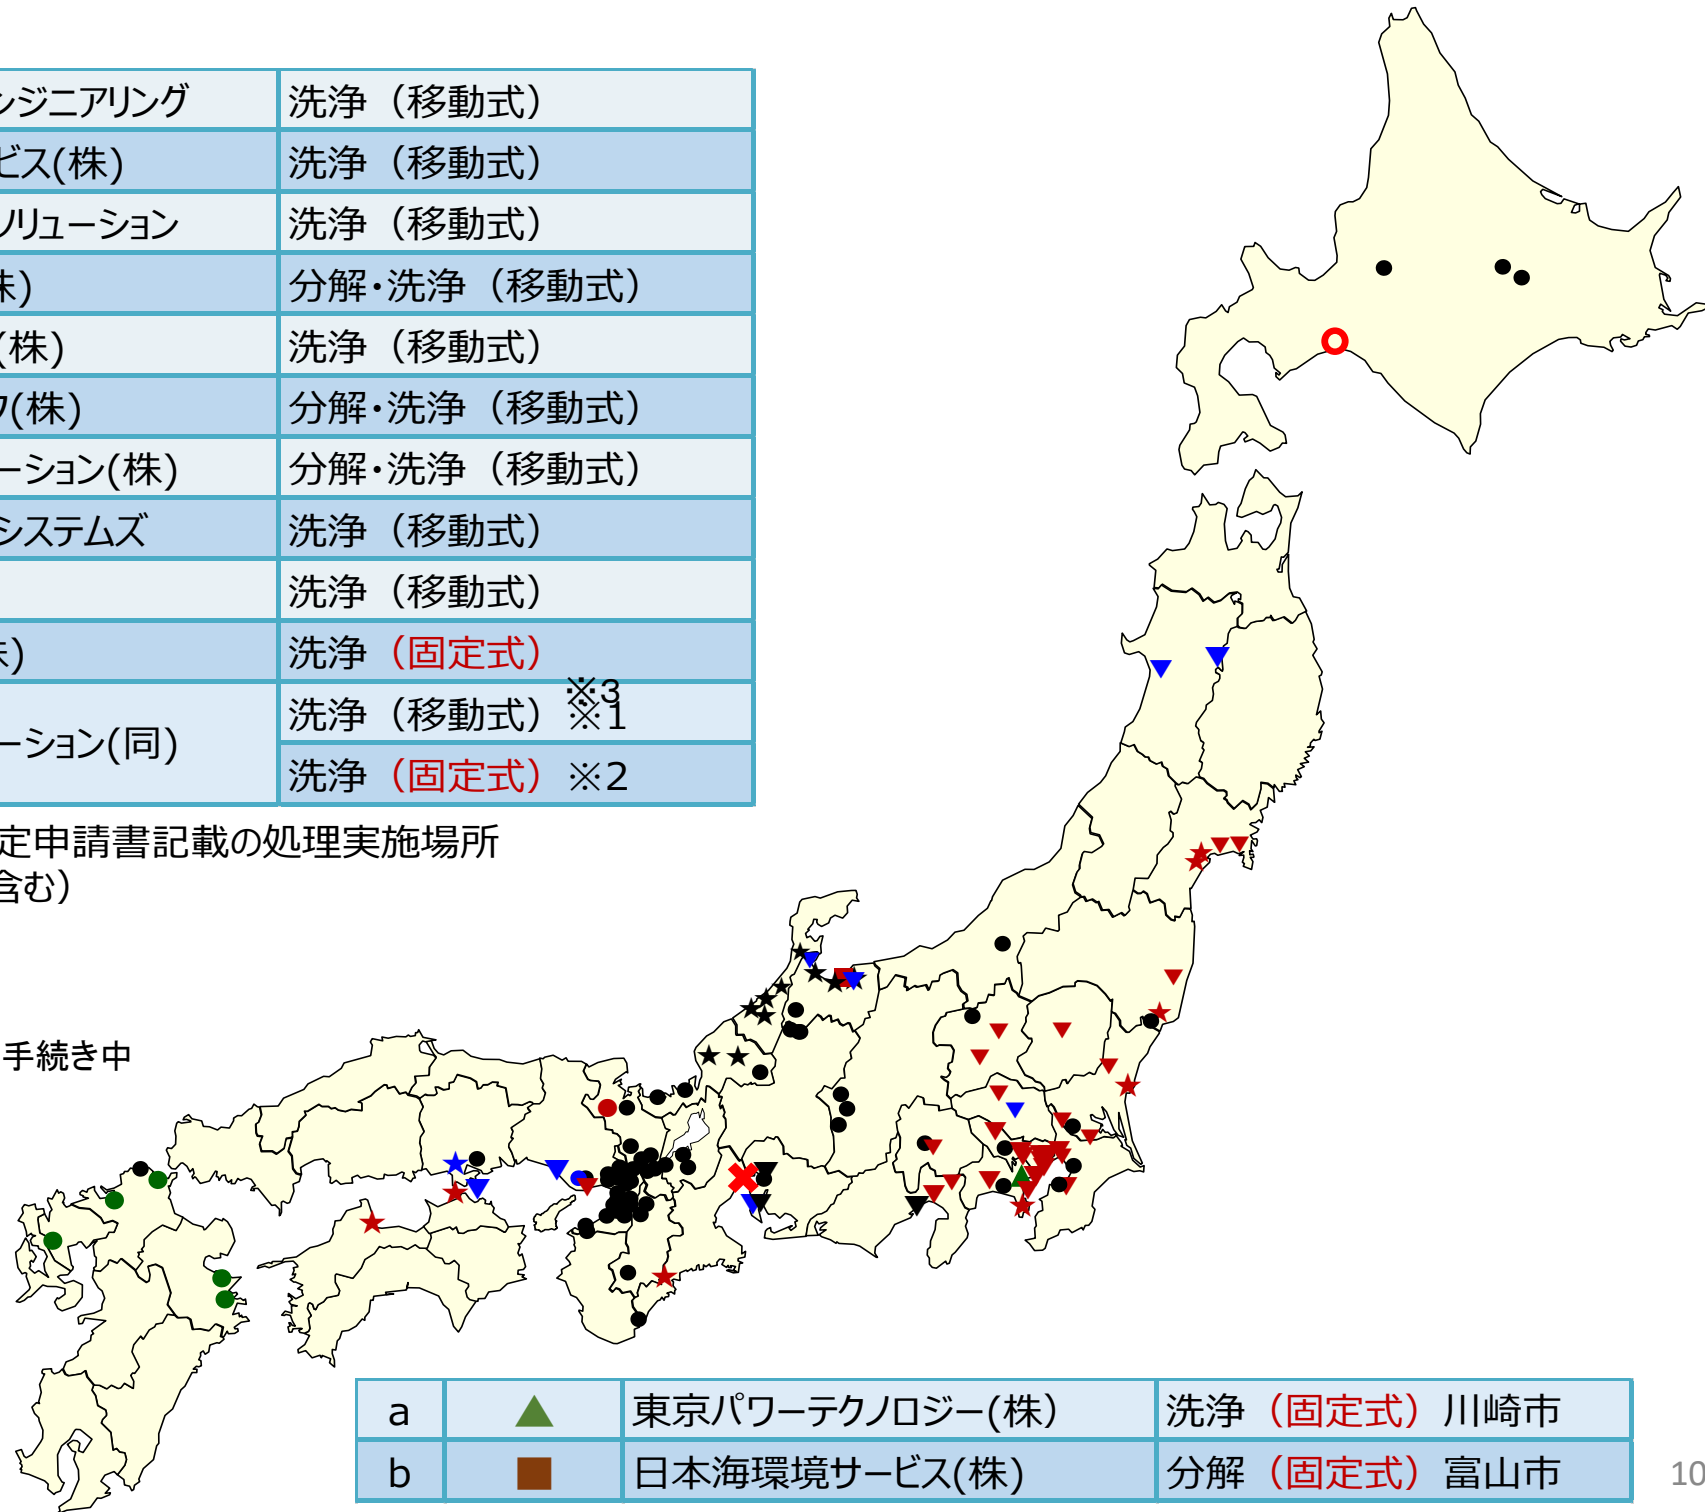 ンジニアリング 洗浄（移動式）
ビス(株) 洗浄（移動式）
ソリューション 洗浄（移動式）
株) 分解・洗浄（移動式）
(株) 洗浄（移動式）
ク(株) 分解・洗浄（移動式）
ーション(株) 分解・洗浄（移動式）
システムズ 洗浄（移動式）
洗浄（移動式）
株) 洗浄（固定式）
※3
ーション(同) 洗浄（移動式）※1
洗浄（固定式）※2
定申請書記載の処理実施場所
含む）
手続き中
a 東京パワーテクノロジー(株） 洗浄（固定式）川崎市
b 日本海環境サービス(株) 分解（固定式）富山市
10